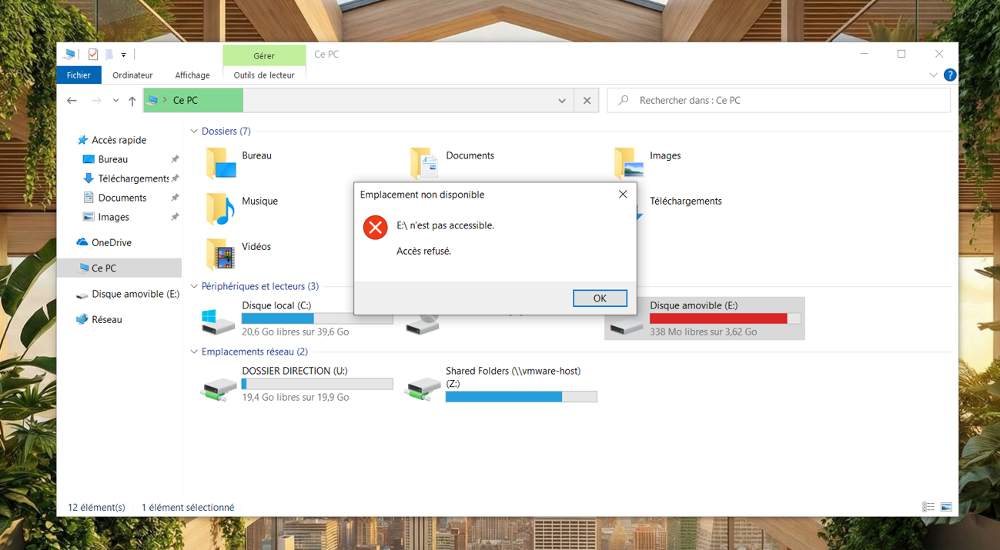 Gérer
Ce PC
Fichier
Ordinateur
Affichage
Outils de lecteur
?
Ce PC
Rechercher dans : Ce PC
Accès rapide
Bureau
Téléchargements
Documents
Images
OneDrive
Ce PC
Disque amovible (E:)
Réseau
Dossiers (7)
Bureau
Documents
Images
Musique
Téléchargements
Vidéos
Emplacement non disponible
E:\ n’est pas accessible.
Accès refusé.
OK
Périphériques et lecteurs (3)
Disque local (C:)
20,6 Go libres sur 39,6 Go
Disque amovible (E:)
338 Mo libres sur 3,62 Go
Emplacements réseau (2)
DOSSIER DIRECTION (U:)
19,4 Go libres sur 19,9 Go
Shared Folders (\\vmware-host)
(Z:)
12 élément(s)
1 élément sélectionné